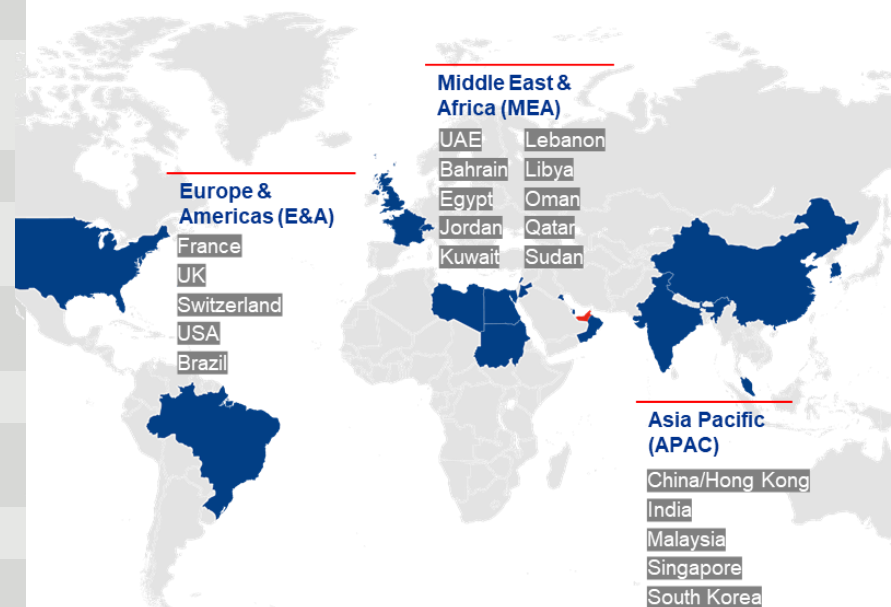 Middle East &
Africa (MEA)
UAE Lebanon
Bahrain Libya
Egypt Oman
Jordan Qatar
Kuwait Sudan
Europe &
Americas (E&A)
France
UK
Switzerland
USA
Brazil
Asia Pacific
(APAC)
China/Hong Kong
India
Malaysia
Singapore
South Korea